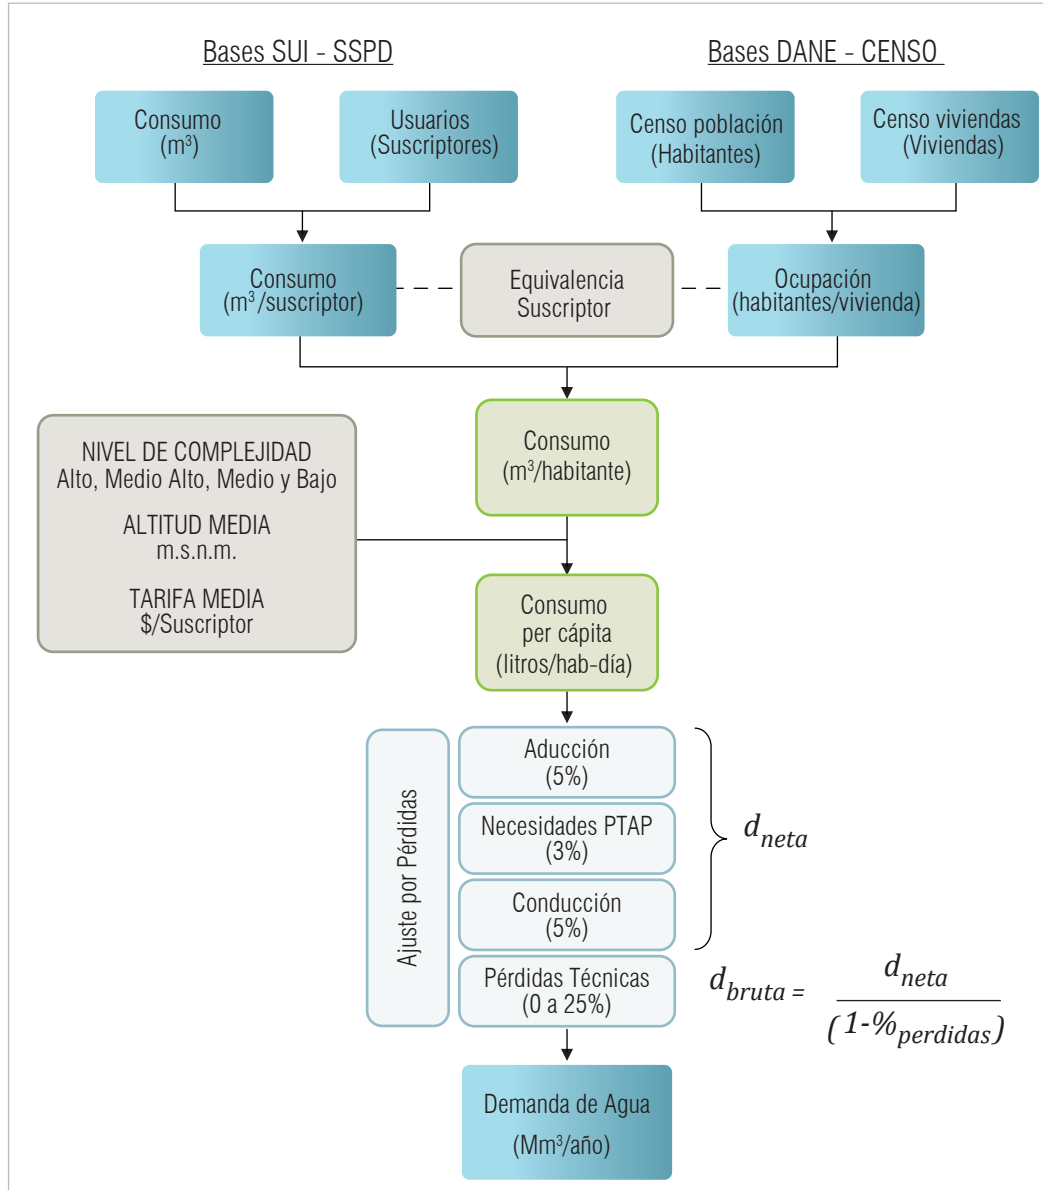 Bases SUI - SSPD
Bases DANE - CENSO
Consumo
(m³)
Usuarios
(Suscriptores)
Censo población
(Habitantes)
Censo viviendas
(Viviendas)
Consumo
(m³/suscriptor)
Equivalencia
Suscriptor
Ocupación
(habitantes/vivienda)
Consumo
(m³/habitante)
NIVEL DE COMPLEJIDAD
Alto, Medio Alto, Medio y Bajo
ALTITUD MEDIA
m.s.n.m.
TARIFA MEDIA
$/Suscriptor
Consumo
per cápita
(litros/hab-día)
Ajuste por Pérdidas
Aducción
(5%)
Necesidades PTAP
(3%)
Conducción
(5%)
d_neta
Pérdidas Técnicas
(0 a 25%)
d_bruta = d_neta / (1-%_perdidas)
Demanda de Agua
(Mm³/año)